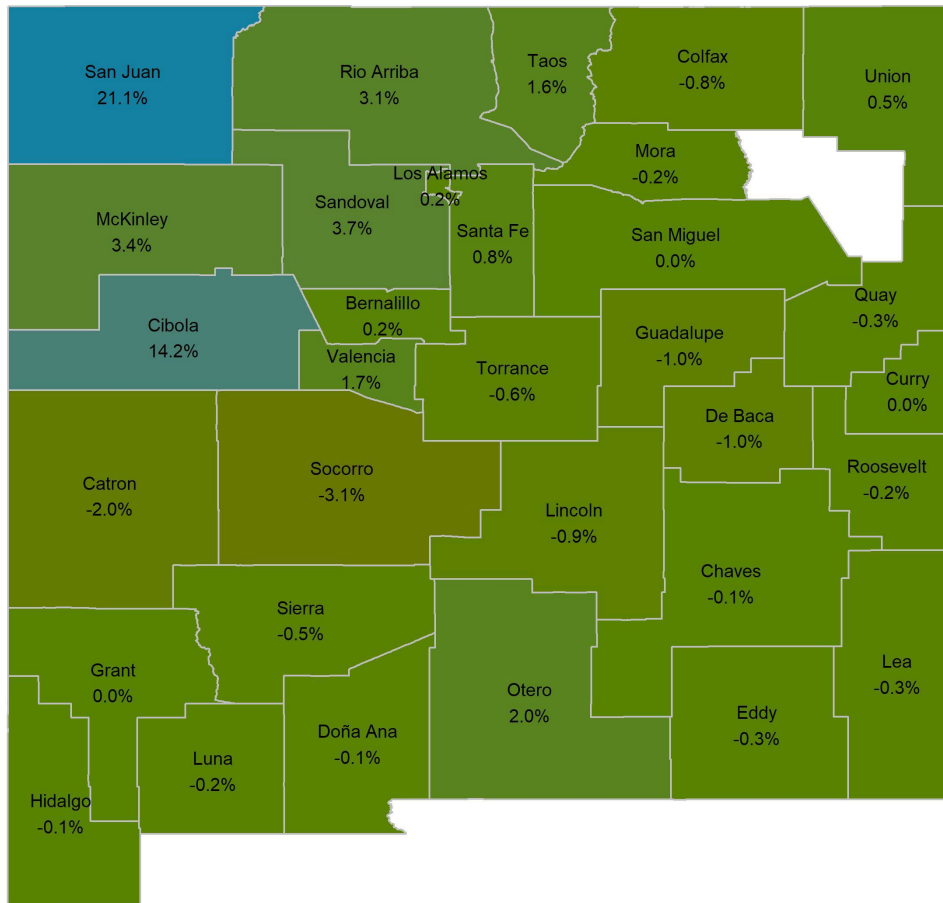 San Juan
21.1%
Rio Arriba
3.1%
Taos
1.6%
Colfax
-0.8%
Union
0.5%
Mora
-0.2%
Los Alamos
0.2%
Sandoval
3.7%
McKinley
3.4%
Santa Fe
0.8%
San Miguel
0.0%
Quay
-0.3%
Bernalillo
0.2%
Cibola
14.2%
Guadalupe
-1.0%
Valencia
1.7%
Torrance
-0.6%
Curry
0.0%
De Baca
-1.0%
Roosevelt
-0.2%
Socorro
-3.1%
Catron
-2.0%
Lincoln
-0.9%
Chaves
-0.1%
Sierra
-0.5%
Grant
0.0%
Lea
-0.3%
Otero
2.0%
Eddy
-0.3%
Doña Ana
-0.1%
Luna
-0.2%
Hidalgo
-0.1%